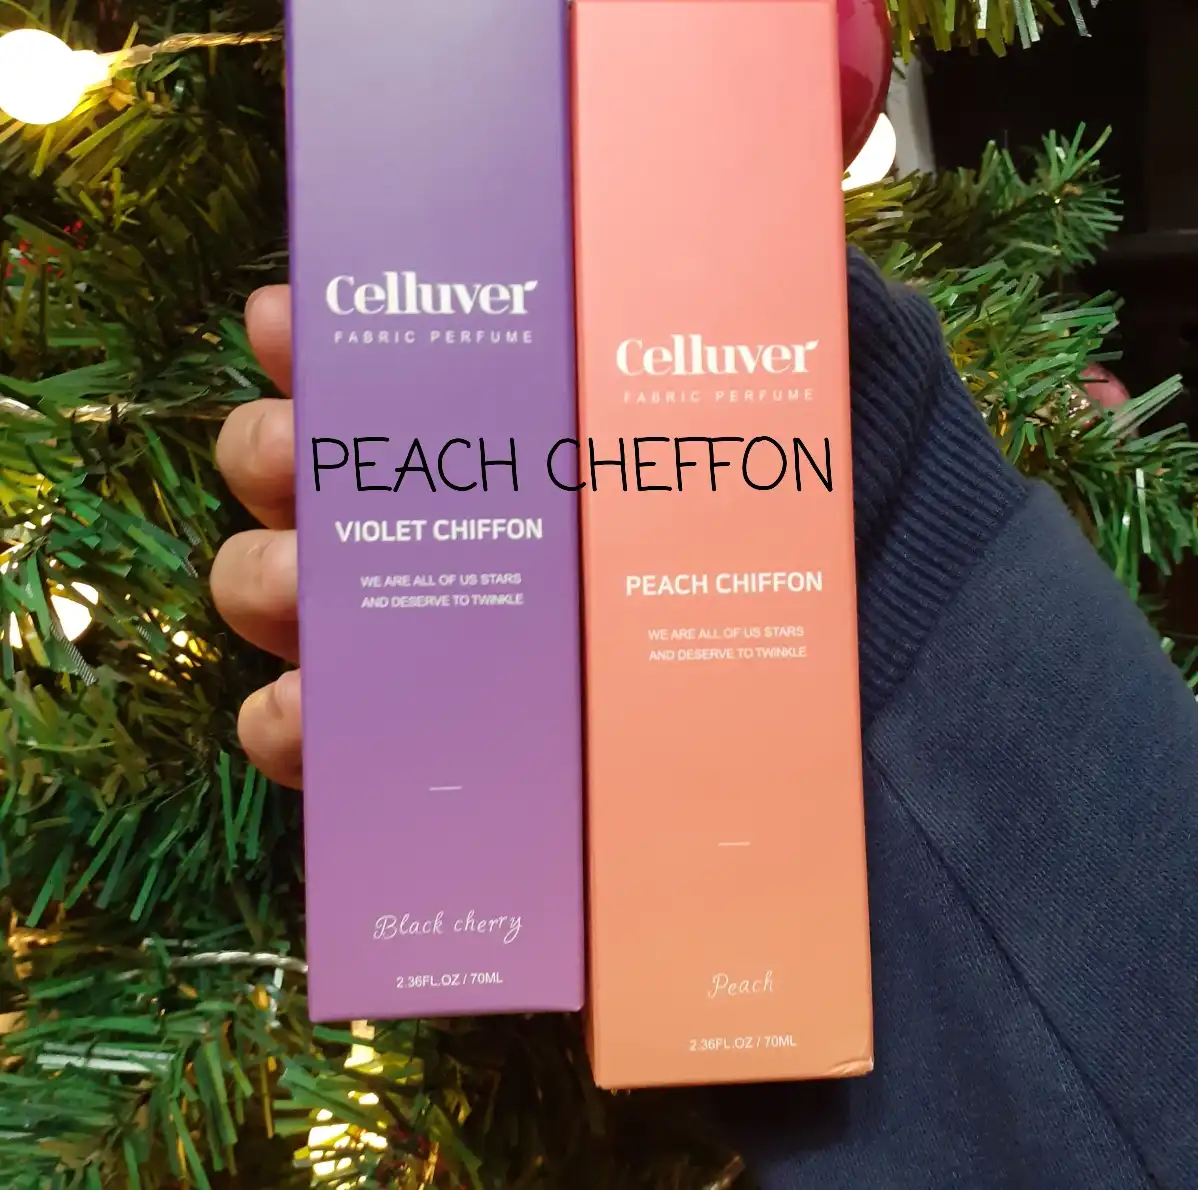 Celluver
FABRIC PERFUME
PEACH CHEFFON
VIOLET CHIFFON
WE ARE ALL OF US STARS
AND DESERVE TO TWINKLE
Black cherry
2.36FL.OZ / 70ML
Celluver
FABRIC PERFUME
PEACH CHIFFON
WE ARE ALL OF US STARS
AND DESERVE TO TWINKLE
Peach
2.36FL.OZ / 70ML